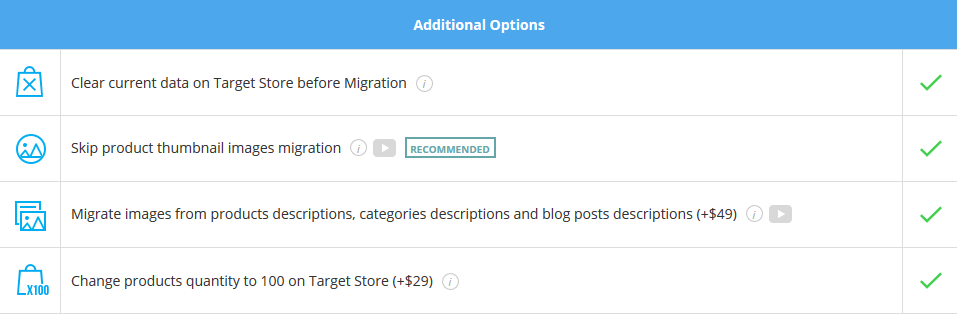 Additional Options
Clear current data on Target Store before Migration i
Skip product thumbnail images migration i RECOMMENDED
Migrate images from products descriptions, categories descriptions and blog posts descriptions (+$49) i
X100 Change products quantity to 100 on Target Store (+$29) i